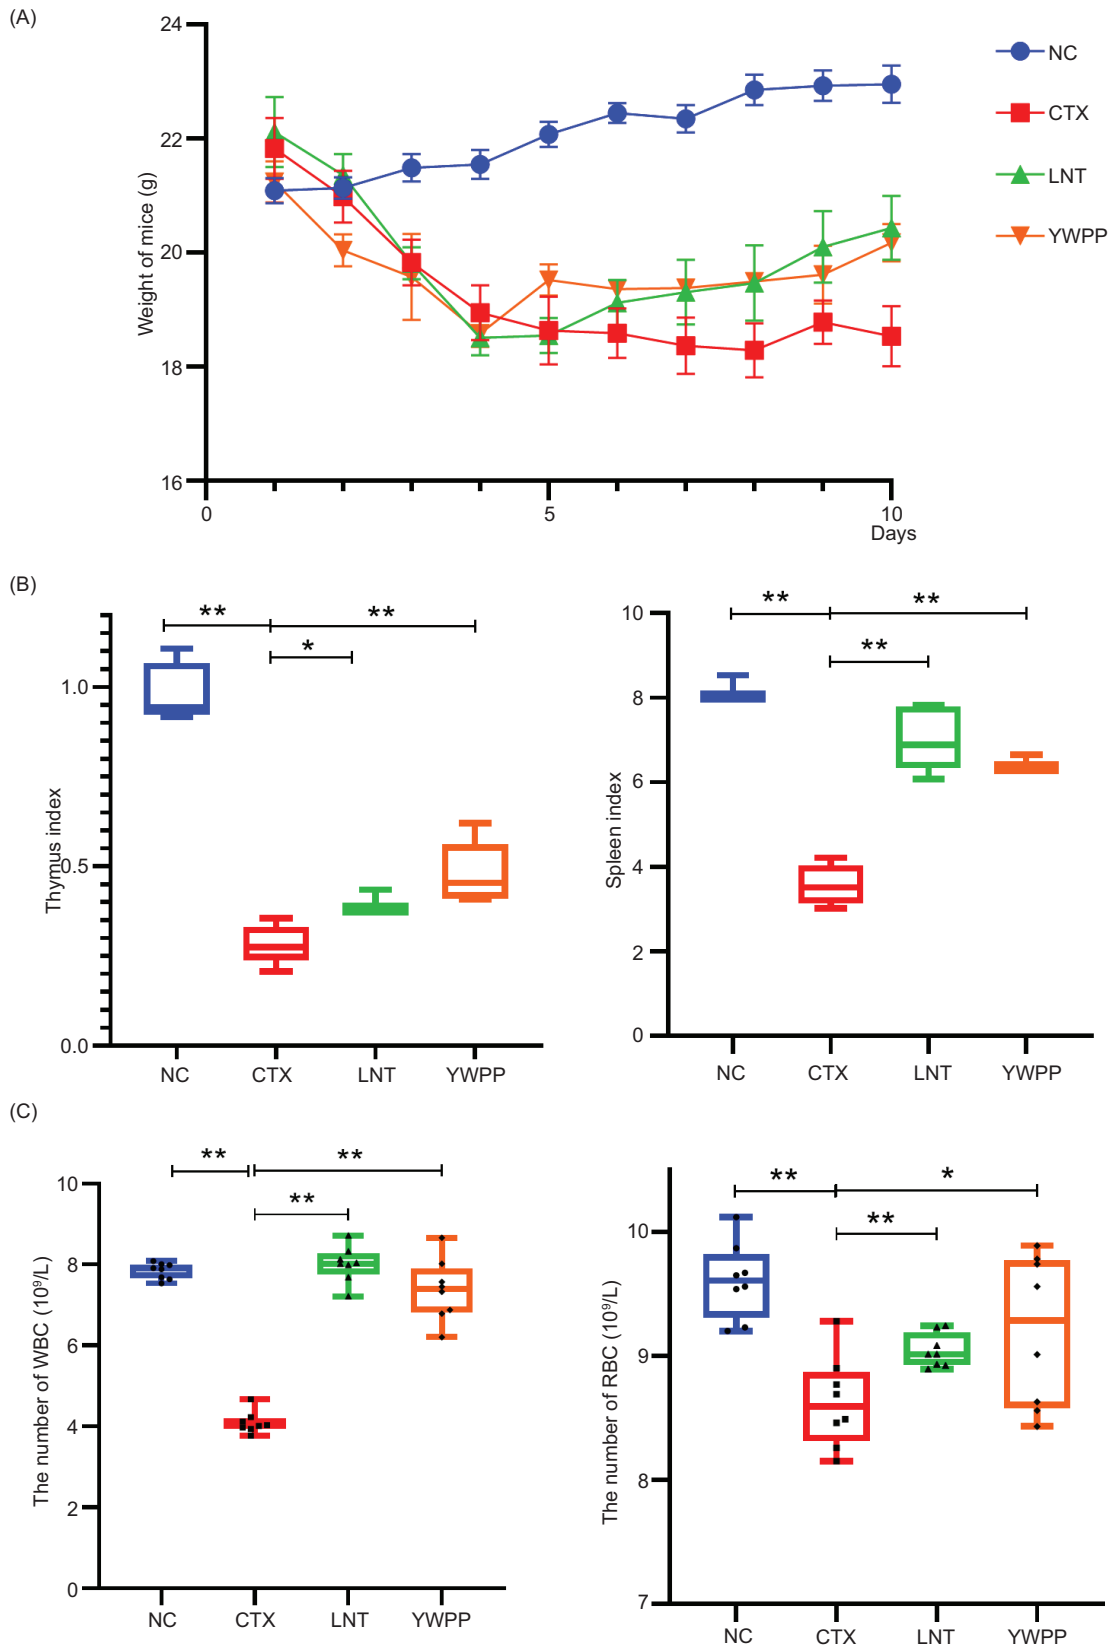 (A)
24
22
20
18
16
Weight of mice (g)
0
5
10
Days
NC
CTX
LNT
YWPP
(B)
** 
**
*
1.0
0.5
0.0
Thymus index
NC
CTX
LNT
YWPP
**
**
**
10
8
6
4
2
0
Spleen index
NC
CTX
LNT
YWPP
(C)
**
**
**
10
8
6
4
2
0
The number of WBC (10⁹/L)
NC
CTX
LNT
YWPP
**
*
**
10
9
8
7
The number of RBC (10⁹/L)
NC
CTX
LNT
YWPP